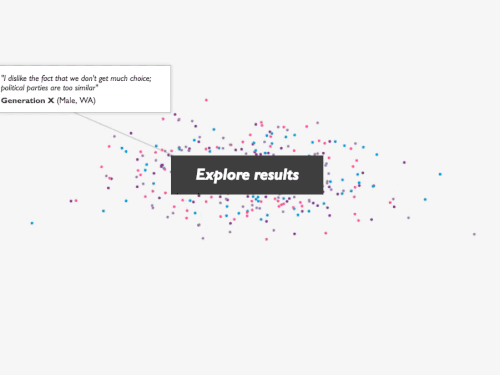 "I dislike the fact that we don't get much choice;
political parties are too similar"
Generation X (Male, WA)
Explore results